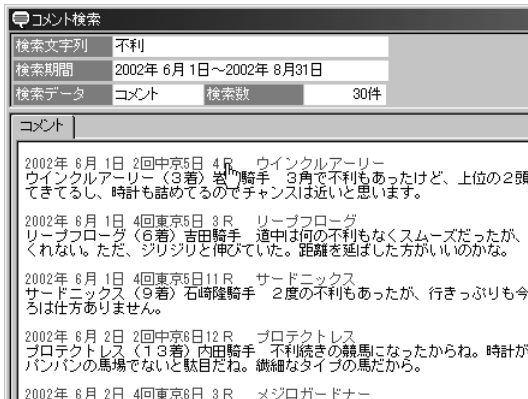 コメント検索
検索文字列 不利
検索期間 2002年 6月 1日～2002年 8月31日
検索データ コメント 検索数 30件
コメント
2002年 6月 1日 2回中京5日 4R ウインクルアーリー
ウインクルアーリー（３着）岩 騎手 ３角で不利もあったけど、上位の２頭
てきてるし、時計も詰めてるのでチャンスは近いと思います。
2002年 6月 1日 4回東京5日 3R リープフローグ
リープフローグ（６着）吉田騎手 道中は何の不利もなくスムーズだったが、
くれない。ただ、ジリジリと伸びていた。距離を延ばした方がいいのかな。
2002年 6月 1日 4回東京5日11R サードニックス
サードニックス（９着）石崎隆騎手 ２度の不利もあったが、行きっぷりも今
ろは仕方ありません。
2002年 6月 2日 2回中京6日12R プロテクトレス
プロテクトレス（１３着）内田騎手 不利続きの競馬になったからね。時計が
パンパンの馬場でないと駄目だね。繊細なタイプの馬だから。
2002年 6月 2日 4回東京6日 3R メジロガードナー